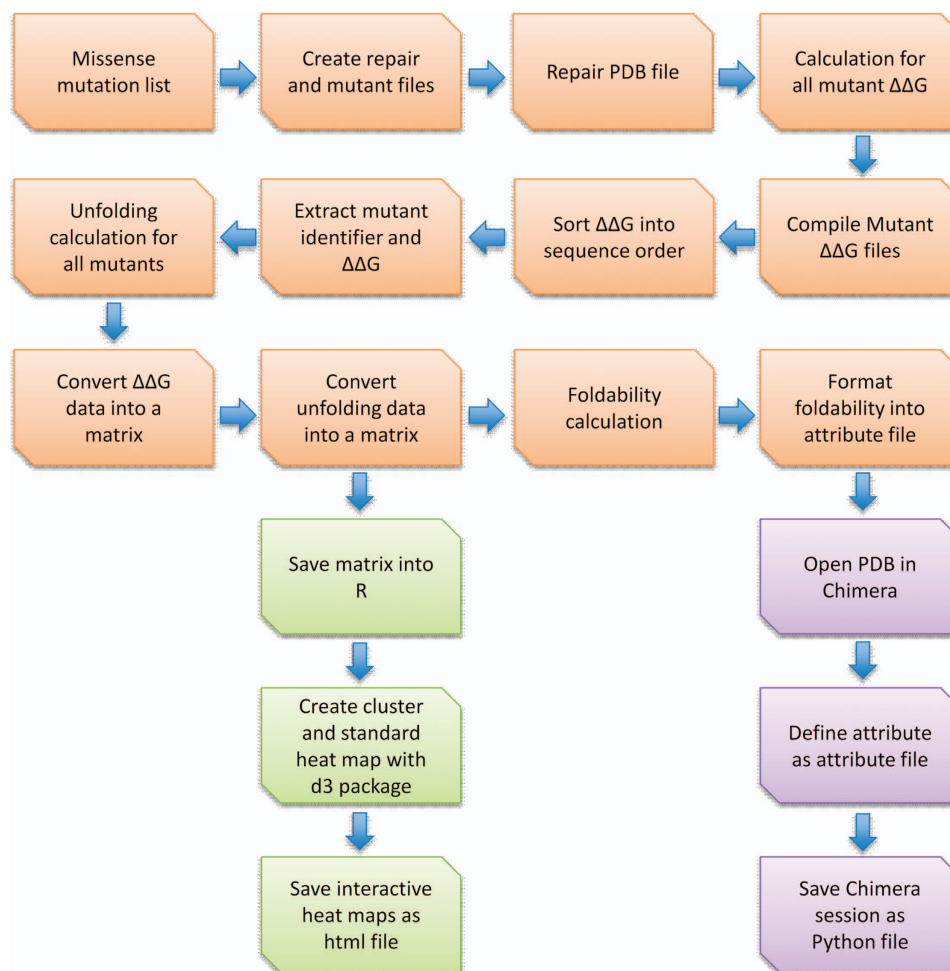 Missense
mutation list
Create repair
and mutant files
Repair PDB file
Calculation for
all mutant ΔΔG
Unfolding
calculation for
all mutants
Extract mutant
identifier and
ΔΔG
Sort ΔΔG into
sequence order
Compile Mutant
ΔΔG files
Convert ΔΔG
data into a
matrix
Convert
unfolding data
into a matrix
Foldability
calculation
Format
foldability into
attribute file
Save matrix into
R
Open PDB in
Chimera
Create cluster
and standard
heat map with
d3 package
Define attribute
as attribute file
Save interactive
heat maps as
html file
Save Chimera
session as
Python file